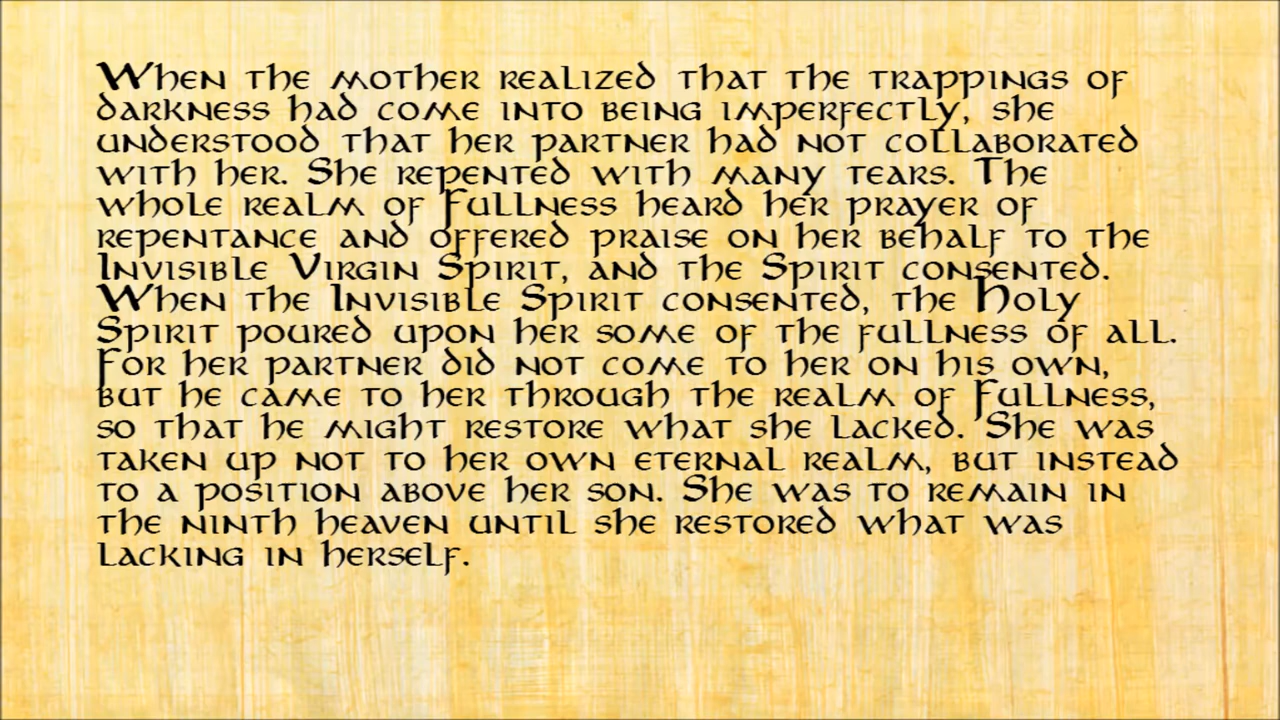 When the mother realized that the trappings of
darkness had come into being imperfectly, she
understood that her partner had not collaborated
with her. She repented with many tears. The
whole realm of Fullness heard her prayer of
repentance and offered praise on her behalf to the
Invisible Virgin Spirit, and the Spirit consented.
When the Invisible Spirit consented, the Holy
Spirit poured upon her some of the fullness of all.
For her partner did not come to her on his own,
but he came to her through the realm of Fullness,
so that he might restore what she lacked. She was
taken up not to her own eternal realm, but instead
to a position above her son. She was to remain in
the ninth heaven until she restored what was
lacking in herself.